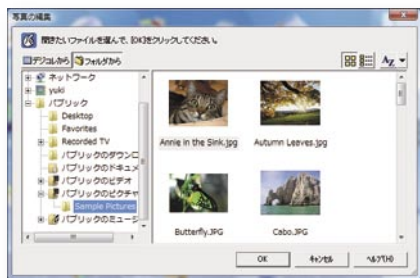 写真の編集
開きたいファイルを選んで、[OK]をクリックしてください。
デジコレから フォルダから
ネットワーク
yuki
パブリック
Desktop
Favorites
Recorded TV
パブリックのダウンロ
パブリックのドキュメ
パブリックのビデオ
パブリックのピクチャ
Sample Pictures
パブリックのミュージ
Annie in the Sink.jpg Autumn Leaves.jpg
Butterfly.JPG Cabo.JPG
OK キャンセル ヘルプ(H)